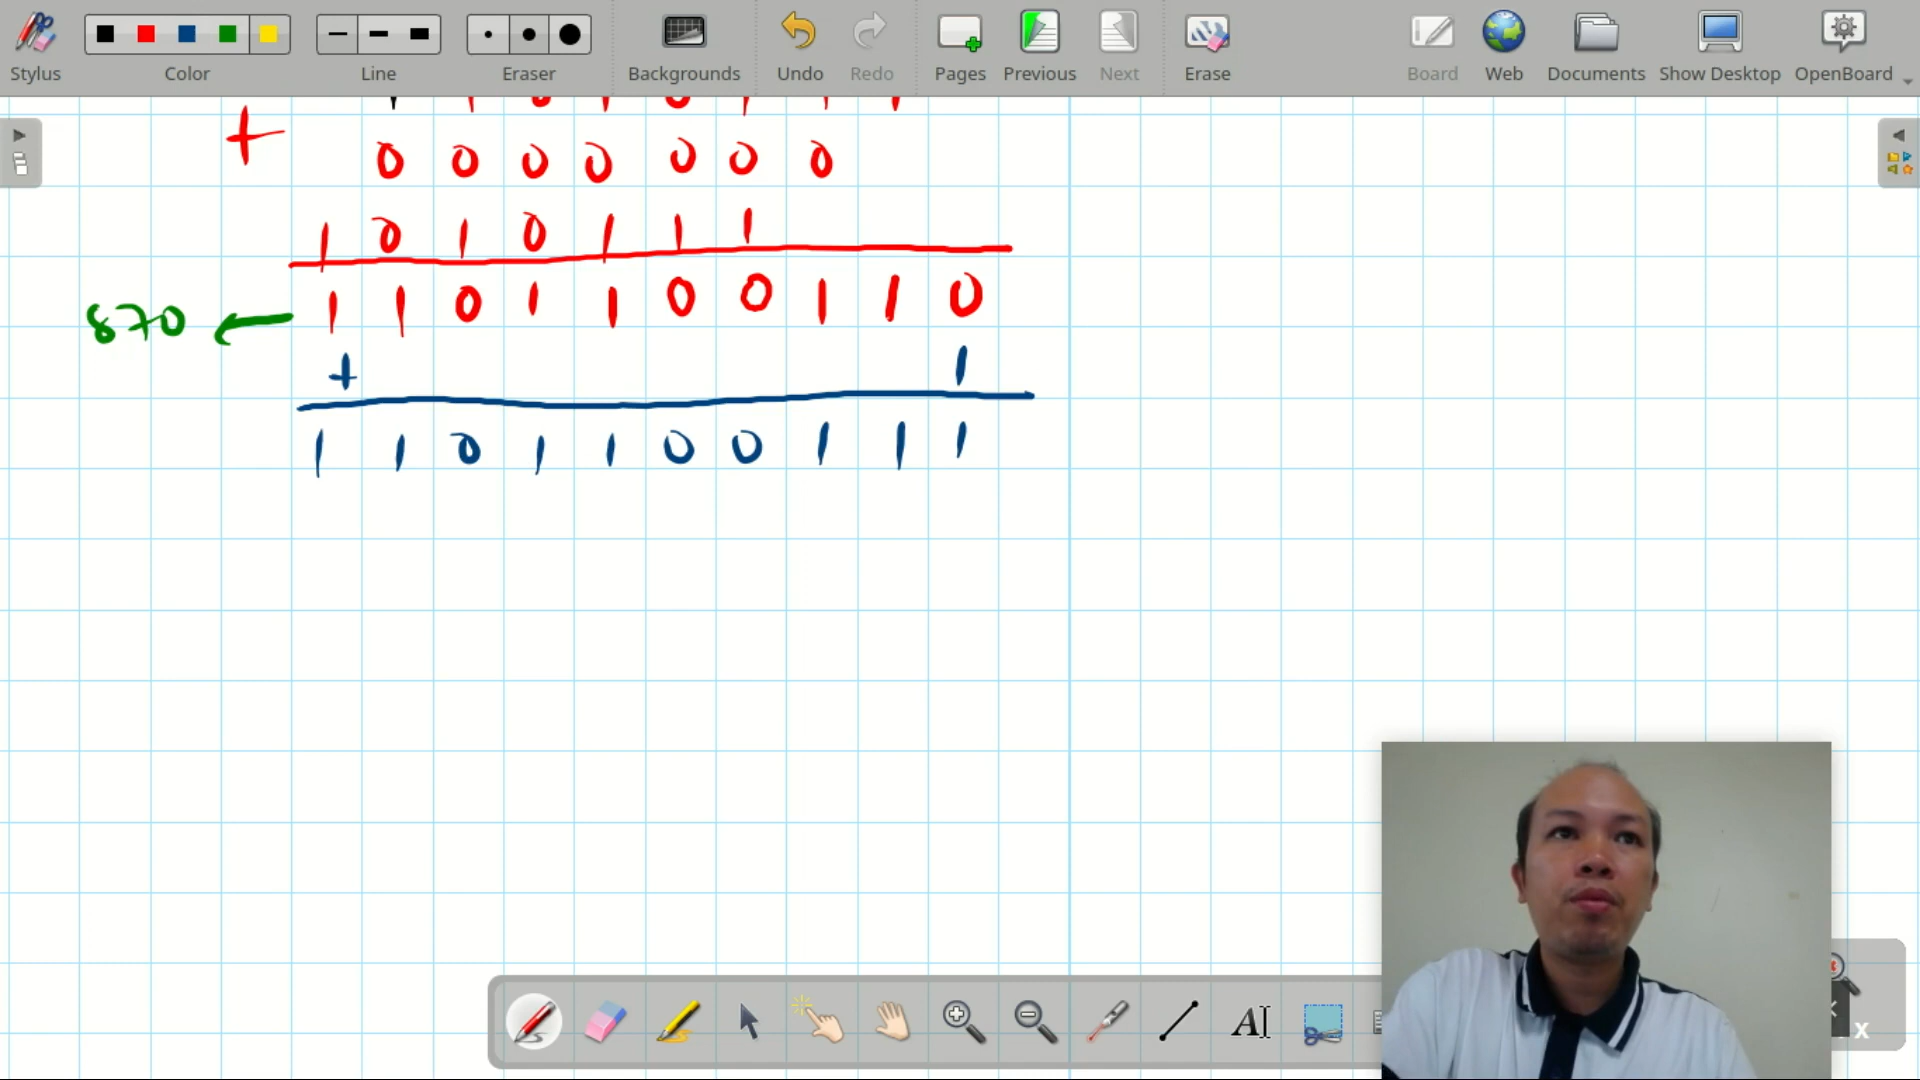 Stylus Color Line Eraser Backgrounds Undo Redo Pages Previous Next Erase Board Web Documents Show Desktop OpenBoard
+
0 0 0 0 0 0 0
1 0 1 0 1 1 1
870 ← 1 1 0 1 1 0 0 1 1 0
+ 1
1 1 0 1 1 0 0 1 1 1
A
x